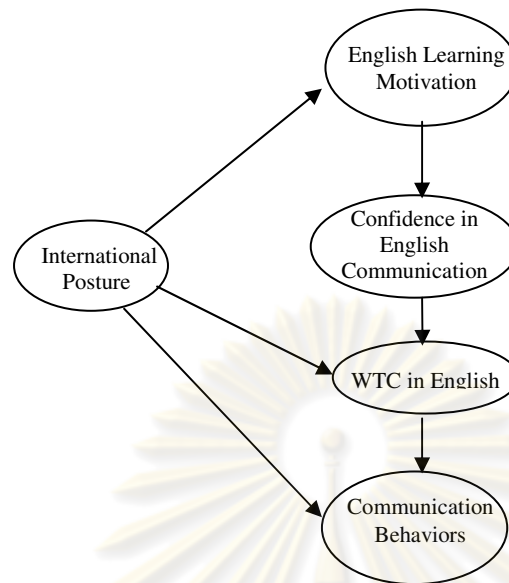 English Learning
Motivation
Confidence in
English
Communication
International
Posture
WTC in English
Communication
Behaviors